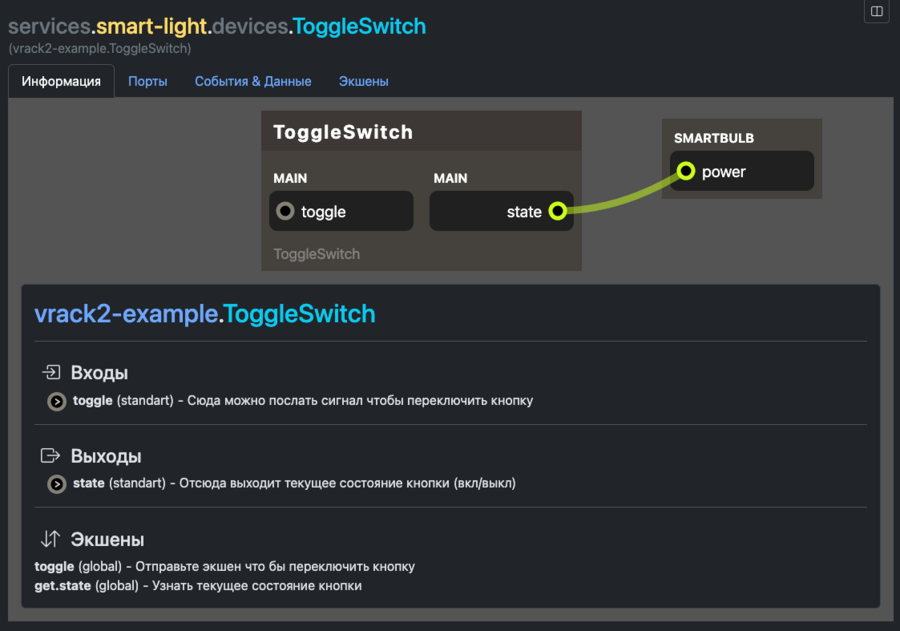 services.smart-light.devices.ToggleSwitch
(vrack2-example.ToggleSwitch)
Информация Порты События & Данные Экшены
ToggleSwitch
SMARTBULB
power
MAIN MAIN
toggle state
ToggleSwitch
vrack2-example.ToggleSwitch
Входы
toggle (standart) - Сюда можно послать сигнал чтобы переключить кнопку
Выходы
state (standart) - Отсюда выходит текущее состояние кнопки (вкл/выкл)
Экшены
toggle (global) - Отправьте экшен что бы переключить кнопку
get.state (global) - Узнать текущее состояние кнопки